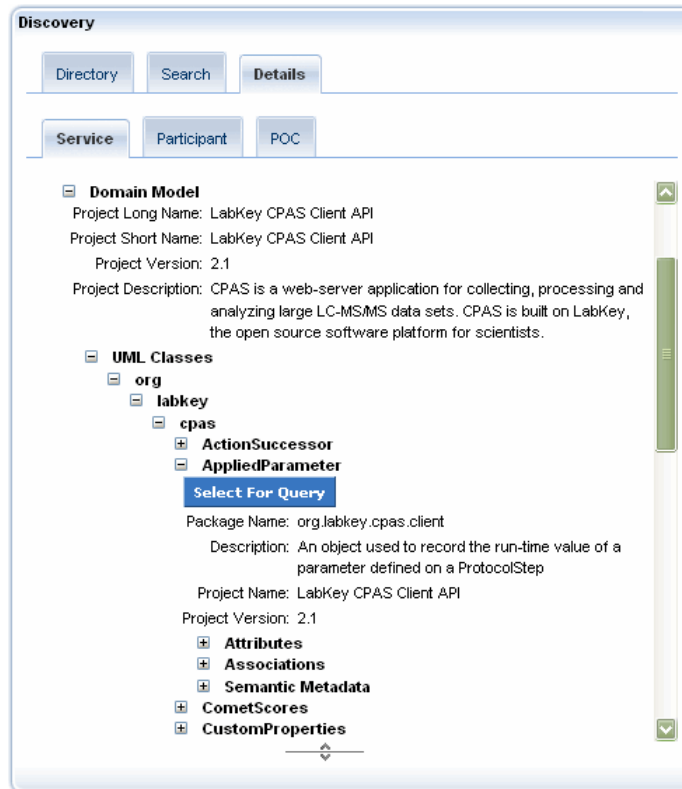 Discovery
Directory Search Details
Service Participant POC
Domain Model
Project Long Name: LabKey CPAS Client API
Project Short Name: LabKey CPAS Client API
Project Version: 2.1
Project Description: CPAS is a web-server application for collecting, processing and
analyzing large LC-MS/MS data sets. CPAS is built on LabKey,
the open source software platform for scientists.
UML Classes
org
labkey
cpas
ActionSuccessor
AppliedParameter
Select For Query
Package Name: org.labkey.cpas.client
Description: An object used to record the run-time value of a
parameter defined on a ProtocolStep
Project Name: LabKey CPAS Client API
Project Version: 2.1
Attributes
Associations
Semantic Metadata
CometScores
CustomProperties